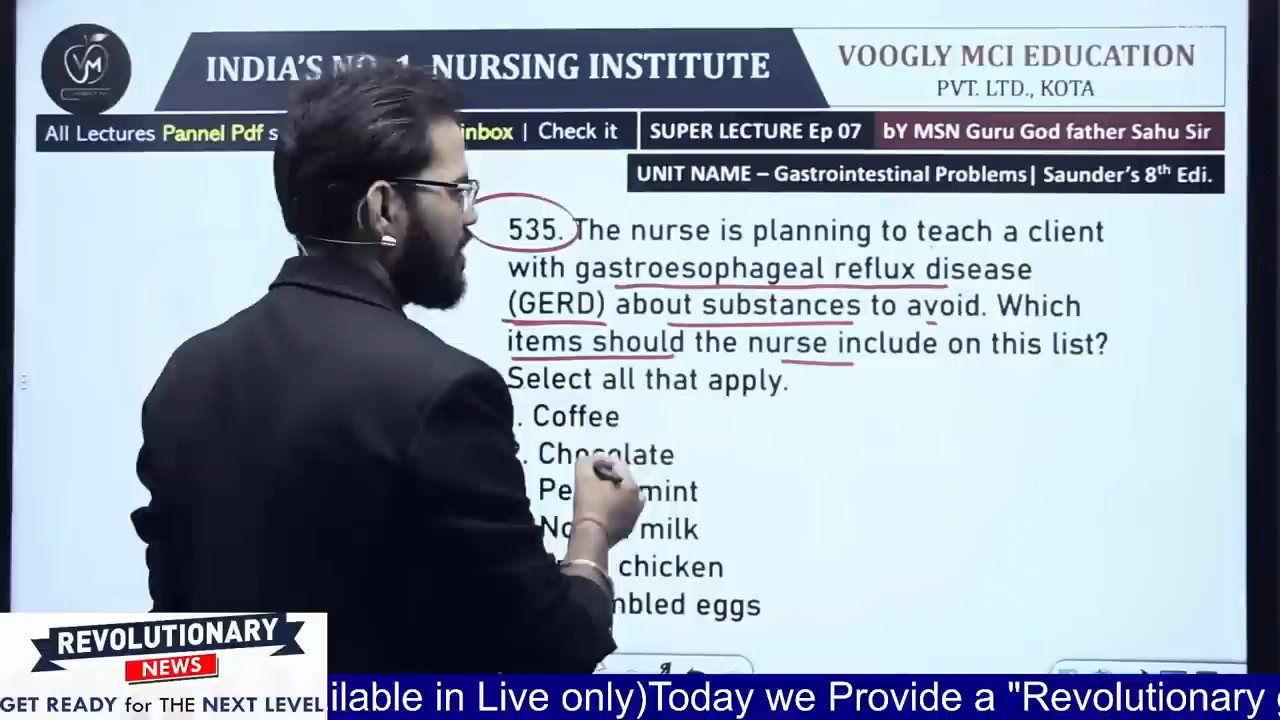 INDIA'S NO. 1 NURSING INSTITUTE
VOOGLY MCI EDUCATION
PVT. LTD., KOTA
VM
All Lectures Pannel Pdf s inbox | Check it
SUPER LECTURE Ep 07 bY MSN Guru God father Sahu Sir
UNIT NAME – Gastrointestinal Problems| Saunder's 8th Edi.
535. The nurse is planning to teach a client
with gastroesophageal reflux disease
(GERD) about substances to avoid. Which
items should the nurse include on this list?
Select all that apply.
. Coffee
. Chocolate
milk
chicken
eggs
REVOLUTIONARY
NEWS
GET READY for THE NEXT LEVEL
in Live only)Today we Provide a "Revolutionary